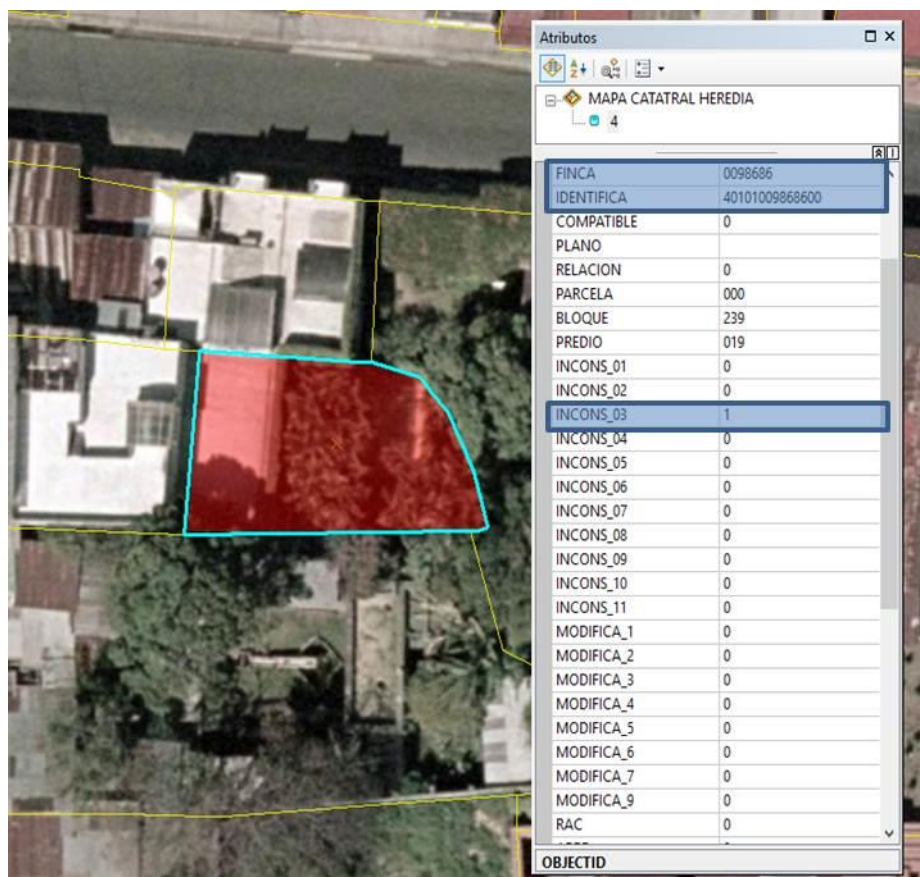 Atributos
MAPA CATATRAL HEREDIA
4
FINCA 0098686
IDENTIFICA 40101009868600
COMPATIBLE 0
PLANO
RELACION 0
PARCELA 000
BLOQUE 239
PREDIO 019
INCONS_01 0
INCONS_02 0
INCONS_03 1
INCONS_04 0
INCONS_05 0
INCONS_06 0
INCONS_07 0
INCONS_08 0
INCONS_09 0
INCONS_10 0
INCONS_11 0
MODIFICA_1 0
MODIFICA_2 0
MODIFICA_3 0
MODIFICA_4 0
MODIFICA_5 0
MODIFICA_6 0
MODIFICA_7 0
MODIFICA_9 0
RAC 0
OBJECTID